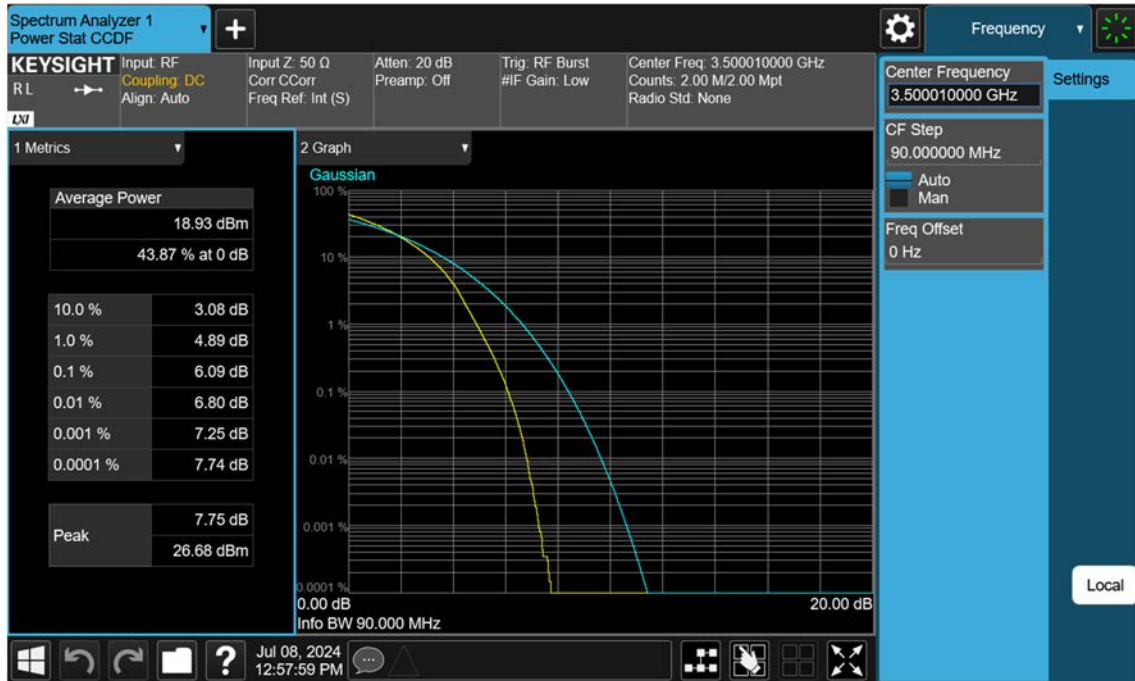 Spectrum Analyzer 1
Power Stat CCDF
Frequency
KEYSIGHT
RL
LXI
Input: RF
Coupling: DC
Align: Auto
Input Z: 50 Ω
Corr CCorr
Freq Ref: Int (S)
Atten: 20 dB
Preamp: Off
Trig: RF Burst
#IF Gain: Low
Center Freq: 3.500010000 GHz
Counts: 2.00 M/2.00 Mpt
Radio Std: None
Center Frequency
3.500010000 GHz
Settings
CF Step
90.000000 MHz
Auto
Man
Freq Offset
0 Hz
Local
1 Metrics
Average Power
18.93 dBm
43.87 % at 0 dB
10.0 % 3.08 dB
1.0 % 4.89 dB
0.1 % 6.09 dB
0.01 % 6.80 dB
0.001 % 7.25 dB
0.0001 % 7.74 dB
Peak
7.75 dB
26.68 dBm
2 Graph
Gaussian
100 %
10 %
1 %
0.1 %
0.01 %
0.001 %
0.0001 %
0.00 dB 20.00 dB
Info BW 90.000 MHz
?
Jul 08, 2024
12:57:59 PM